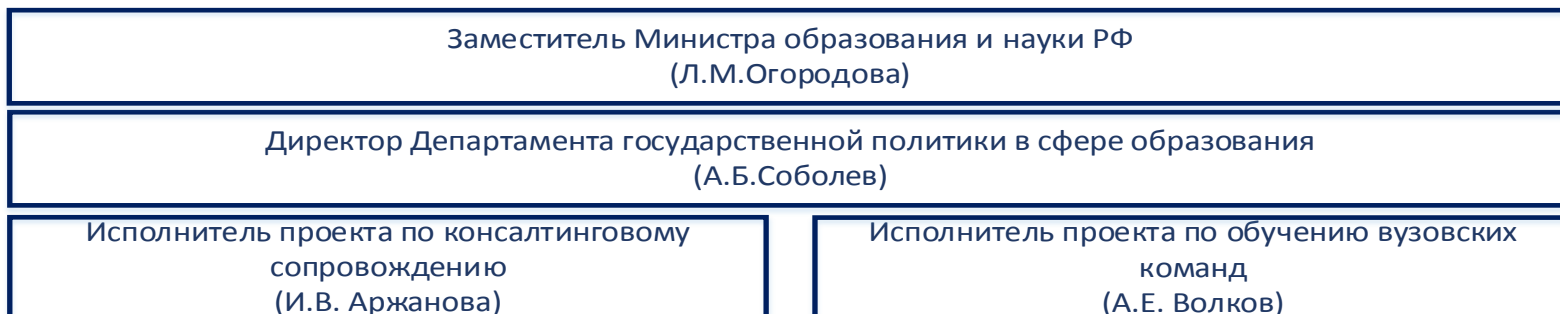 Заместитель Министра образования и науки РФ
(Л.М.Огородова)
Директор Департамента государственной политики в сфере образования
(А.Б.Соболев)
Исполнитель проекта по консалтинговому
сопровождению
(И.В. Аржанова)
Исполнитель проекта по обучению вузовских
команд
(А.Е. Волков)